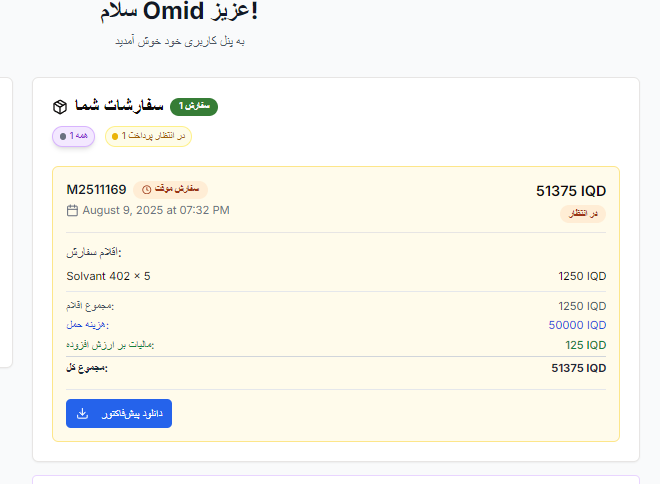 سلام Omid عزیز!
به پنل کاربری خود خوش آمدید
سفارشات شما
1 سفارش
همه 1
در انتظار پرداخت 1
M2511169
سفارش موقت
51375 IQD
August 9, 2025 at 07:32 PM
در انتظار
اقلام سفارش:
Solvant 402 × 5 1250 IQD
مجموع اقلام: 1250 IQD
هزینه حمل: 50000 IQD
مالیات بر ارزش افزوده: 125 IQD
مجموع کل: 51375 IQD
دانلود پیش‌فاکتور